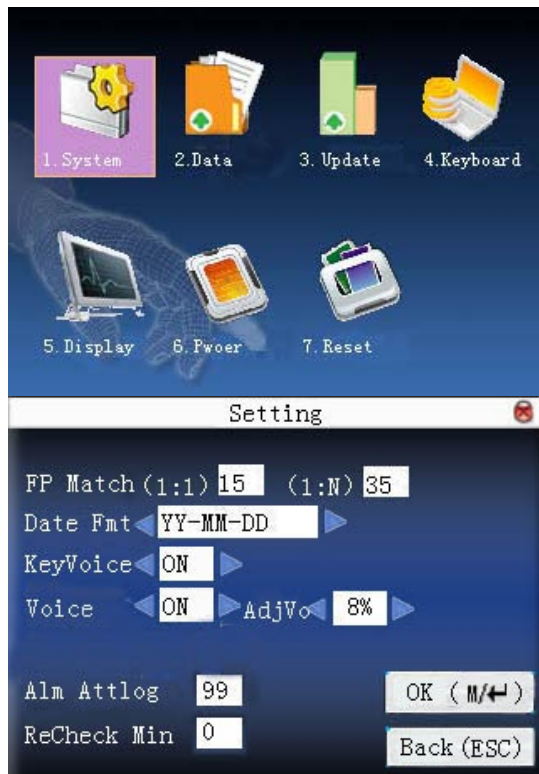 1.System 2.Data 3. Update 4.Keyboard
5.Display 6.Pwoer 7.Reset
Setting
FP Match(1:1) 15 (1:N) 35
Date Fmt YY-MM-DD
KeyVoice ON
Voice ON AdjVo 8%
Alm Attlog 99
OK ( M/↵ )
ReCheck Min 0
Back(ESC)